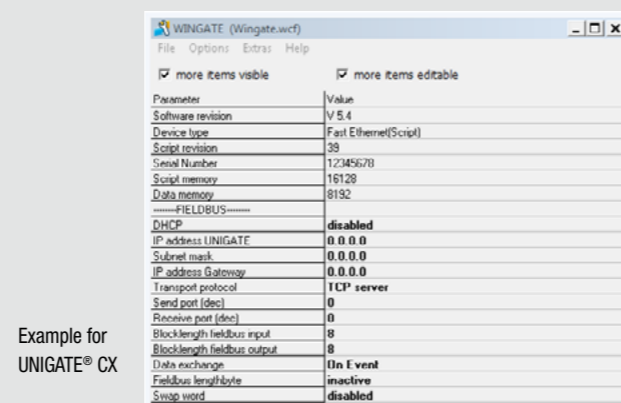 WINGATE (Wingate.wcf)
File Options Extras Help
more items visible more items editable
Parameter Value
Software revision V 5.4
Device type Fast Ethernet(Script)
Script revision 39
Serial Number 12345678
Script memory 16128
Data memory 8192
--------FIELDBUS--------
DHCP disabled
IP address UNIGATE 0.0.0.0
Subnet mask 0.0.0.0
IP address Gateway 0.0.0.0
Transport protocol TCP server
Send port (dec) 0
Receive port (dec) 0
Blocklength fieldbus input 8
Blocklength fieldbus output 8
Data exchange On Event
Fieldbus lengthbyte inactive
Swap word disabled
Example for
UNIGATE® CX